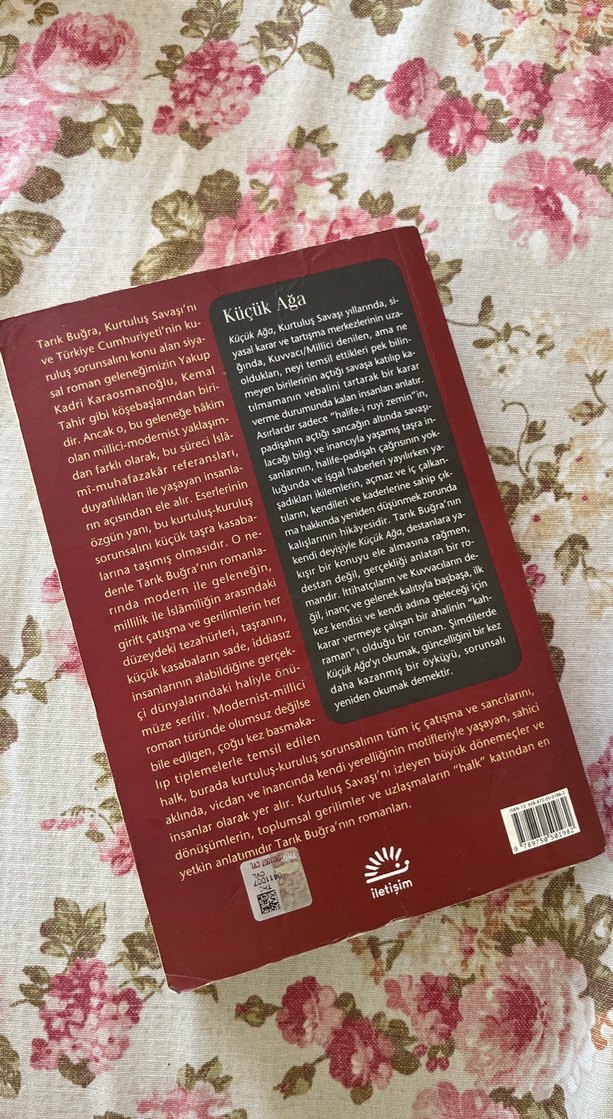 Tarık Buğra, Kurtuluş Savaşı'nı
ve Türkiye Cumhuriyeti'nin ku-
ruluş sorunsalını konu alan siya-
sal roman geleneğimizin Yakup
Kadri Karaosmanoğlu, Kemal
Tahir gibi köşebaşlarından biri-
dir. Ancak o, bu geleneğe hâkim
olan millici-modernist yaklaşım-
dan farklı olarak, bu süreci İslâ-
mî-muhafazakâr referansları,
duyarlılıkları ile yaşayan insanla-
rın açısından ele alır. Eserlerinin
özgün yanı, bu kurtuluş-kuruluş
sorunsalını küçük taşra kasaba-
larına taşımış olmasıdır. O ne-
denle Tarık Buğra'nın romanla-
rında modern ile geleneğin,
millilik ile İslâmîliğin arasındaki
girift çatışma ve gerilimlerin her
düzeydeki tezahürleri, taşranın,
küçük kasabaların sade, iddiasız
insanlarının alabildiğine gerçek-
çi dünyalarındaki haliyle önü-
müze serilir. Modernist-millici
roman türünde olumsuz değilse
bile edilgen, çoğu kez basmaka-
lıp tiplemelerle temsil edilen
halk, burada kurtuluş-kuruluş sorunsalının tüm iç çatışma ve sancılarını,
aklında, vicdan ve inancında kendi yerelliğinin motifleriyle yaşayan, sahici
insanlar olarak yer alır. Kurtuluş Savaşı'nı izleyen büyük dönemeçler ve
dönüşümlerin, toplumsal gerilimler ve uzlaşmaların "halk" katından en
yetkin anlatımıdır Tarık Buğra'nın romanları.
Küçük Ağa
Küçük Ağa, Kurtuluş Savaşı yıllarında, si-
yasal karar ve tartışma merkezlerinin uza-
ğında, Kuvvacı/Millici denilen, ama ne
oldukları, neyi temsil ettikleri pek bilin-
meyen birilerinin açtığı savaşa katılıp ka-
tılmamanın vebalini tartarak bir karar
verme durumunda kalan insanları anlatır.
Asırlardır sadece "halife-i ruyi zemin"in,
padişahın açtığı sancağın altında savaşı-
lacağı bilgi ve inancıyla yaşamış taşra in-
sanlarının, halife-padişah çağrısının yok-
luğunda ve işgal haberleri yayılırken ya-
şadıkları ikilemlerin, açmaz ve iç çalkan-
tıların, kendileri ve kaderlerine sahip çık-
ma hakkında yeniden düşünmek zorunda
kalışlarının hikâyesidir. Tarık Buğra'nın
kendi deyişiyle Küçük Ağa, destanlara ya-
kışır bir konuyu ele almasına rağmen,
destan değil, gerçekliği anlatan bir ro-
mandır. İttihatçıların ve Kuvvacıların de-
ğil, inanç ve gelenek kalıtıyla başbaşa, ilk
kez kendisi ve kendi adına geleceği için
karar vermeye çalışan bir ahalinin "kah-
raman"ı olduğu bir roman. Şimdilerde
Küçük Ağa'yı okumak, güncelliğini bir kez
daha kazanmış bir öyküyü, sorunsalı
yeniden okumak demektir.
iletişim
9 789750 501982